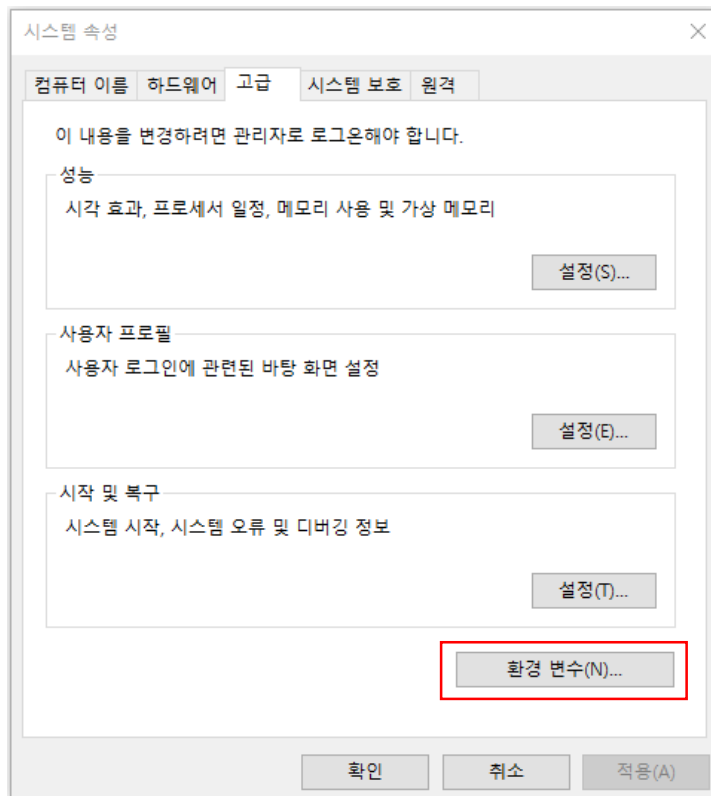 시스템 속성
컴퓨터 이름 하드웨어 고급 시스템 보호 원격
이 내용을 변경하려면 관리자로 로그온해야 합니다.
성능
시각 효과, 프로세서 일정, 메모리 사용 및 가상 메모리
설정(S)...
사용자 프로필
사용자 로그인에 관련된 바탕 화면 설정
설정(E)...
시작 및 복구
시스템 시작, 시스템 오류 및 디버깅 정보
설정(T)...
환경 변수(N)...
확인 취소 적용(A)